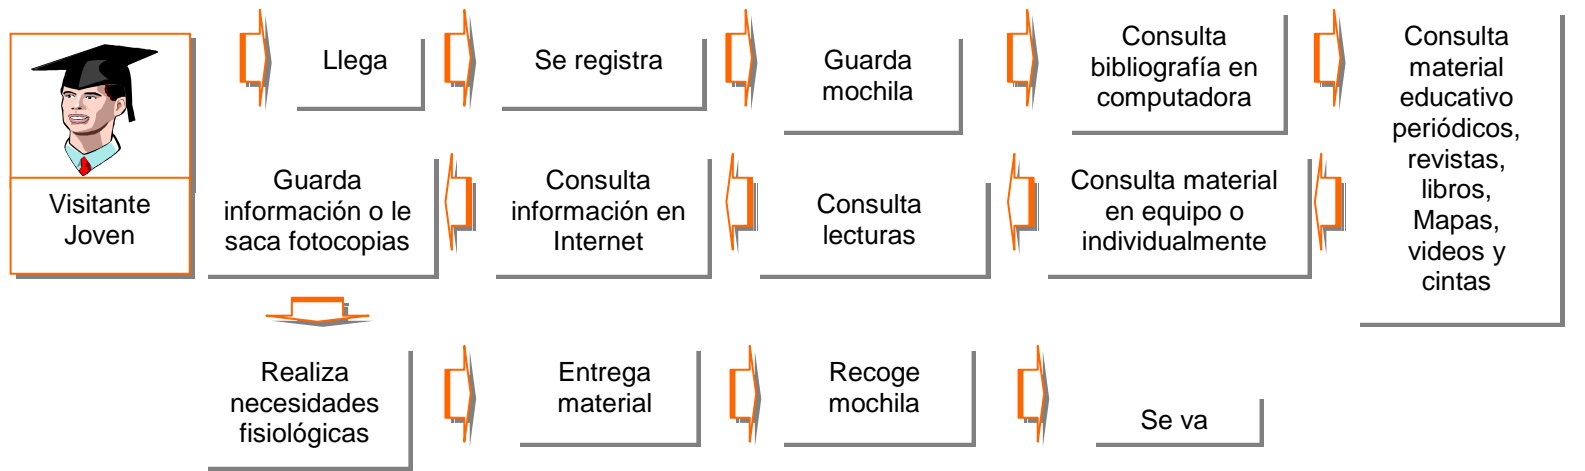 Visitante
Joven
Llega
Se registra
Guarda
mochila
Consulta
bibliografía en
computadora
Consulta
material
educativo
periódicos,
revistas,
libros,
Mapas,
videos y
cintas
Consulta material
en equipo o
individualmente
Consulta
lecturas
Consulta
información en
Internet
Guarda
información o le
saca fotocopias
Realiza
necesidades
fisiológicas
Entrega
material
Recoge
mochila
Se va